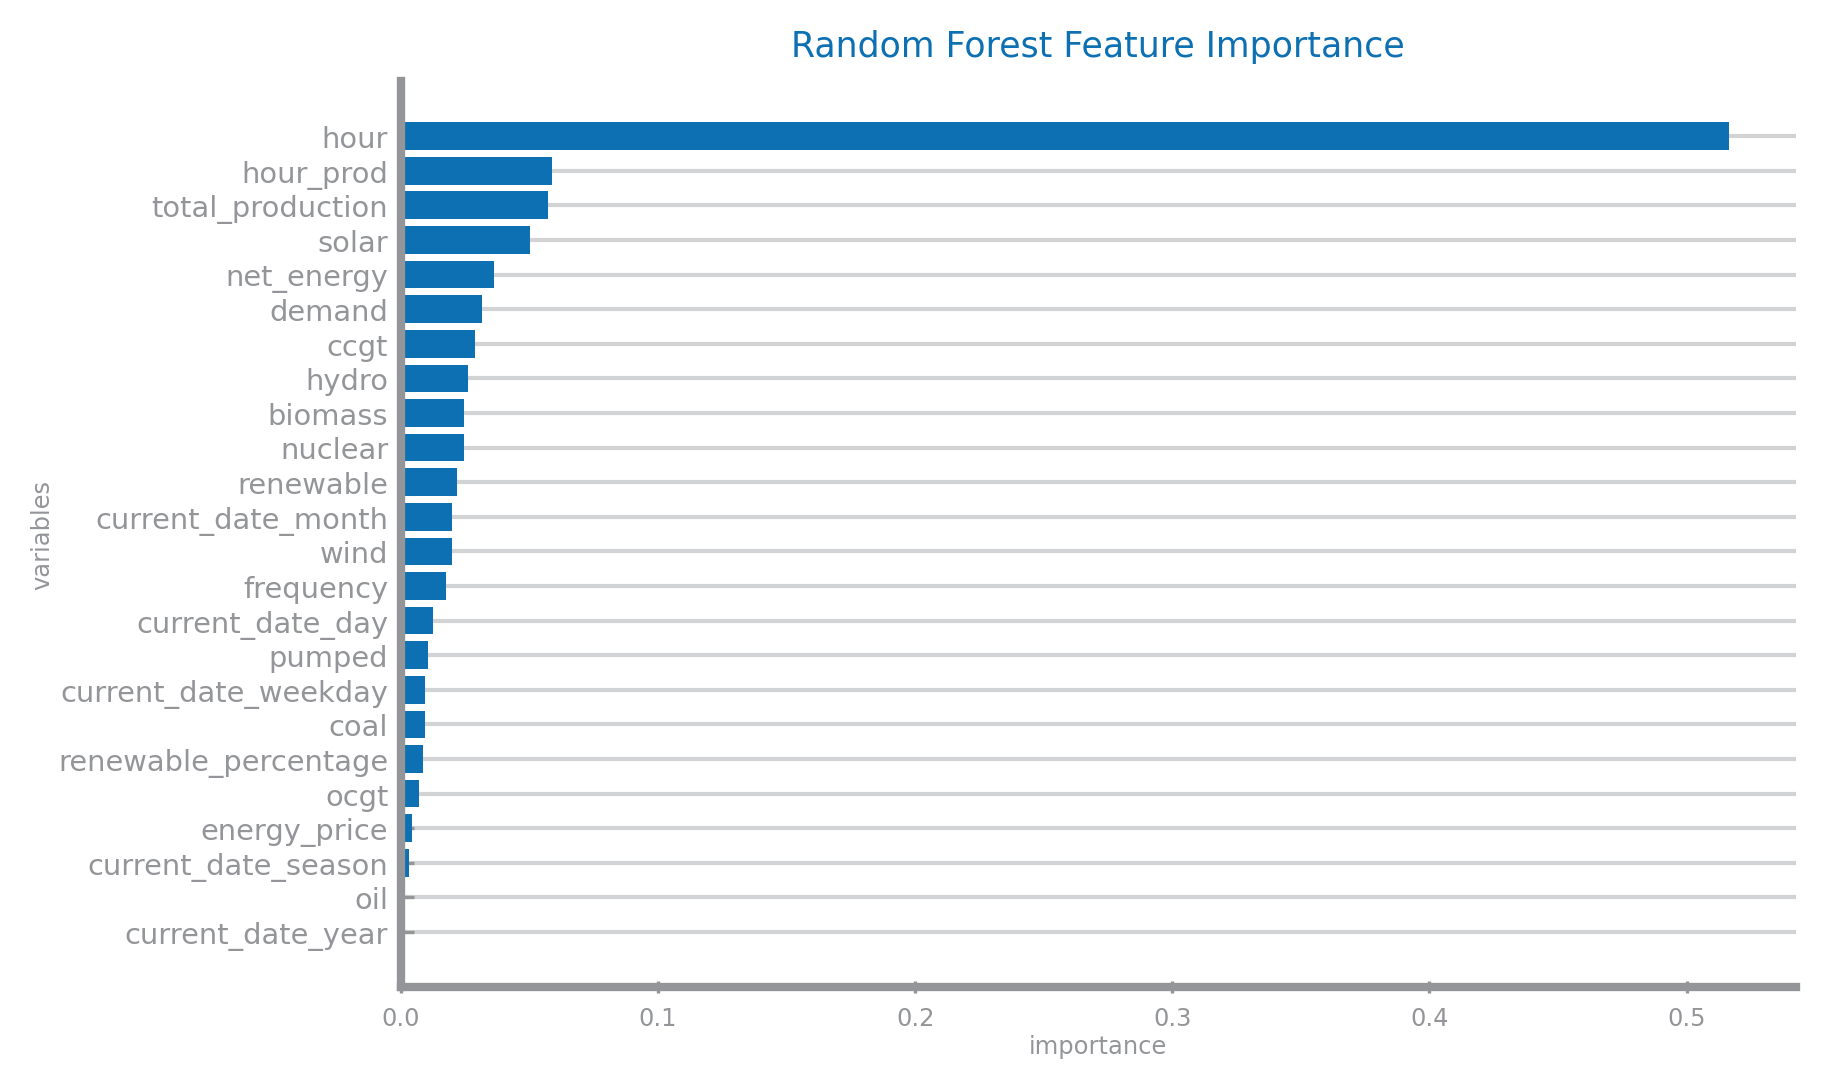 Random Forest Feature Importance
hour
hour_prod
total_production
solar
net_energy
demand
ccgt
hydro
biomass
nuclear
renewable
current_date_month
wind
frequency
current_date_day
pumped
current_date_weekday
coal
renewable_percentage
ocgt
energy_price
current_date_season
oil
current_date_year
variables
0.0 0.1 0.2 0.3 0.4 0.5
importance